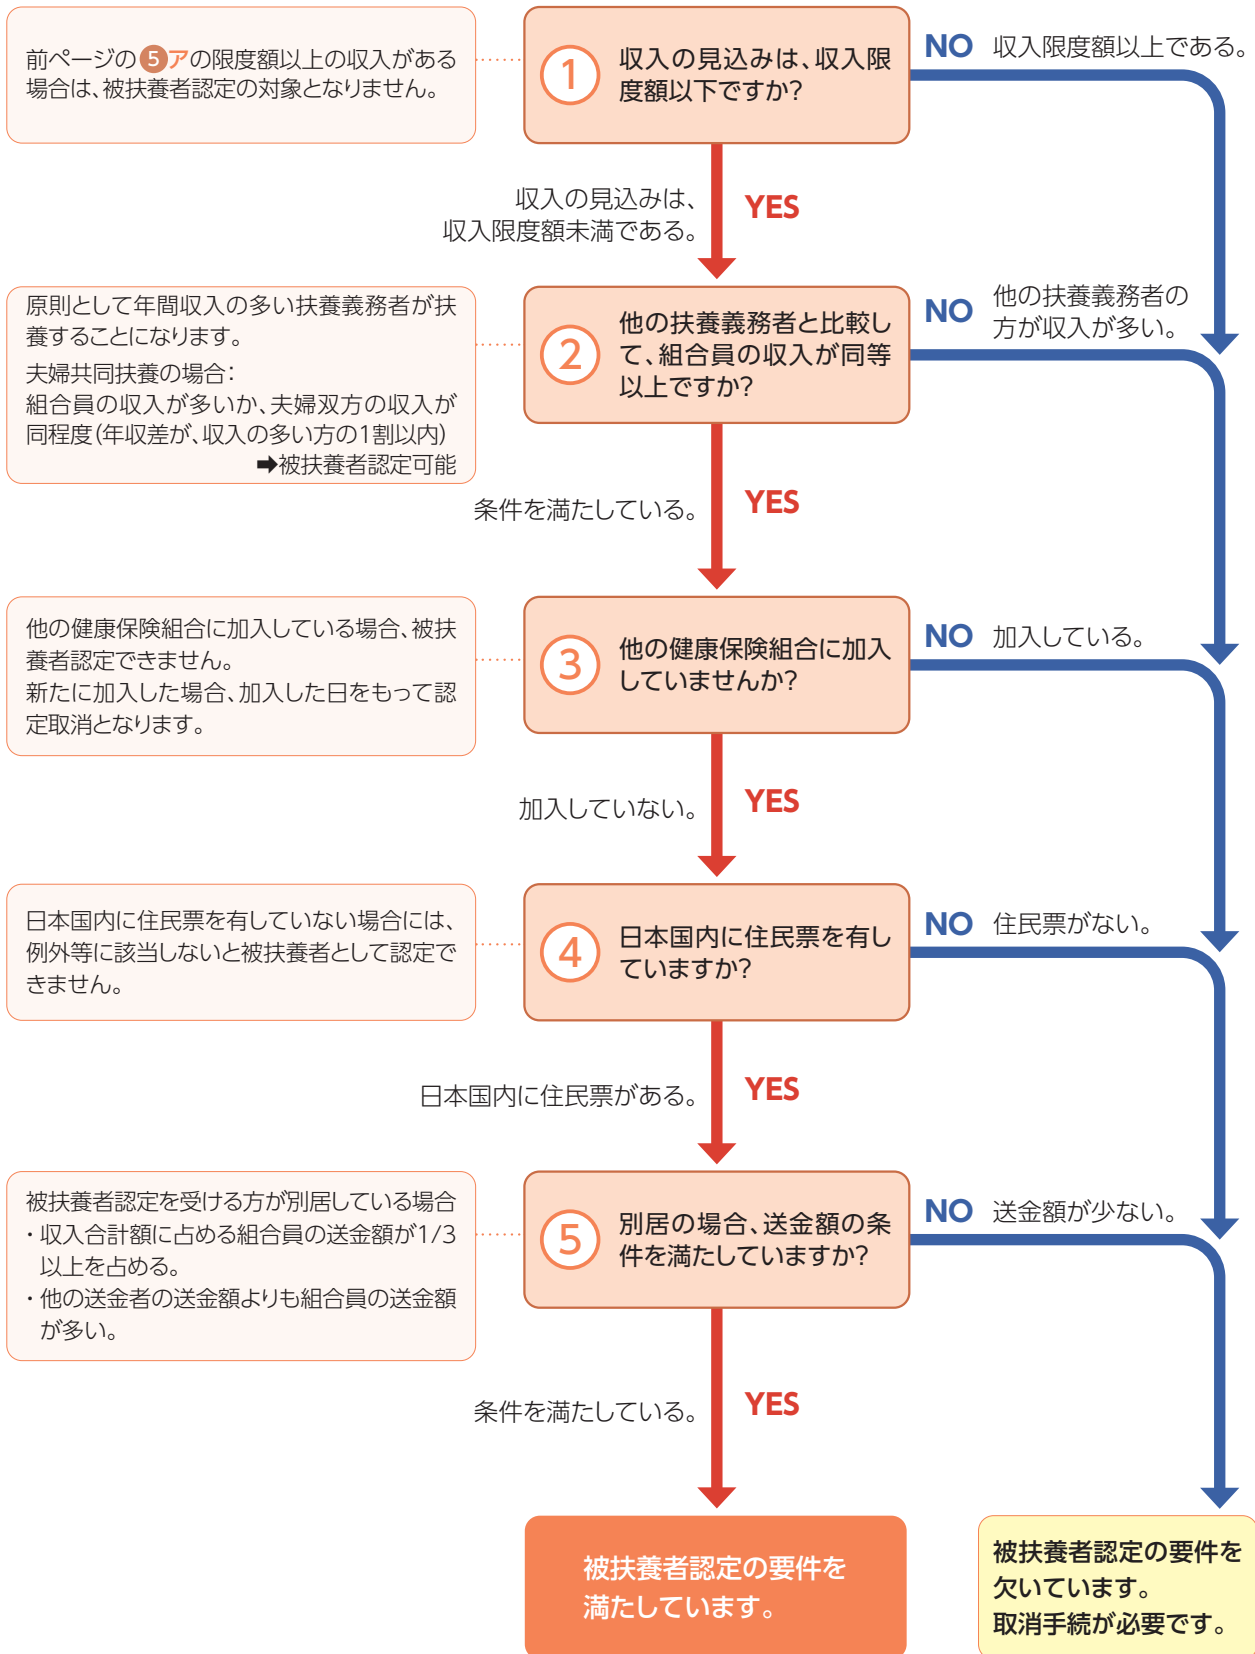 前ページの5アの限度額以上の収入がある
場合は、被扶養者認定の対象となりません。
1
収入の見込みは、収入限
度額以下ですか?
NO 収入限度額以上である。
収入の見込みは、
収入限度額未満である。
YES
原則として年間収入の多い扶養義務者が扶
養することになります。
夫婦共同扶養の場合:
組合員の収入が多いか、夫婦双方の収入が
同程度(年収差が、収入の多い方の1割以内)
➡被扶養者認定可能
2
他の扶養義務者と比較し
て、組合員の収入が同等
以上ですか?
NO 他の扶養義務者の
方が収入が多い。
条件を満たしている。
YES
他の健康保険組合に加入している場合、被扶
養者認定できません。
新たに加入した場合、加入した日をもって認
定取消となります。
3
他の健康保険組合に加入
していませんか?
NO 加入している。
加入していない。
YES
日本国内に住民票を有していない場合には、
例外等に該当しないと被扶養者として認定で
きません。
4
日本国内に住民票を有し
ていますか?
NO 住民票がない。
日本国内に住民票がある。
YES
被扶養者認定を受ける方が別居している場合
・収入合計額に占める組合員の送金額が1/3
以上を占める。
・他の送金者の送金額よりも組合員の送金額
が多い。
5
別居の場合、送金額の条
件を満たしていますか?
NO 送金額が少ない。
条件を満たしている。
YES
被扶養者認定の要件を
満たしています。
被扶養者認定の要件を
欠いています。
取消手続が必要です。